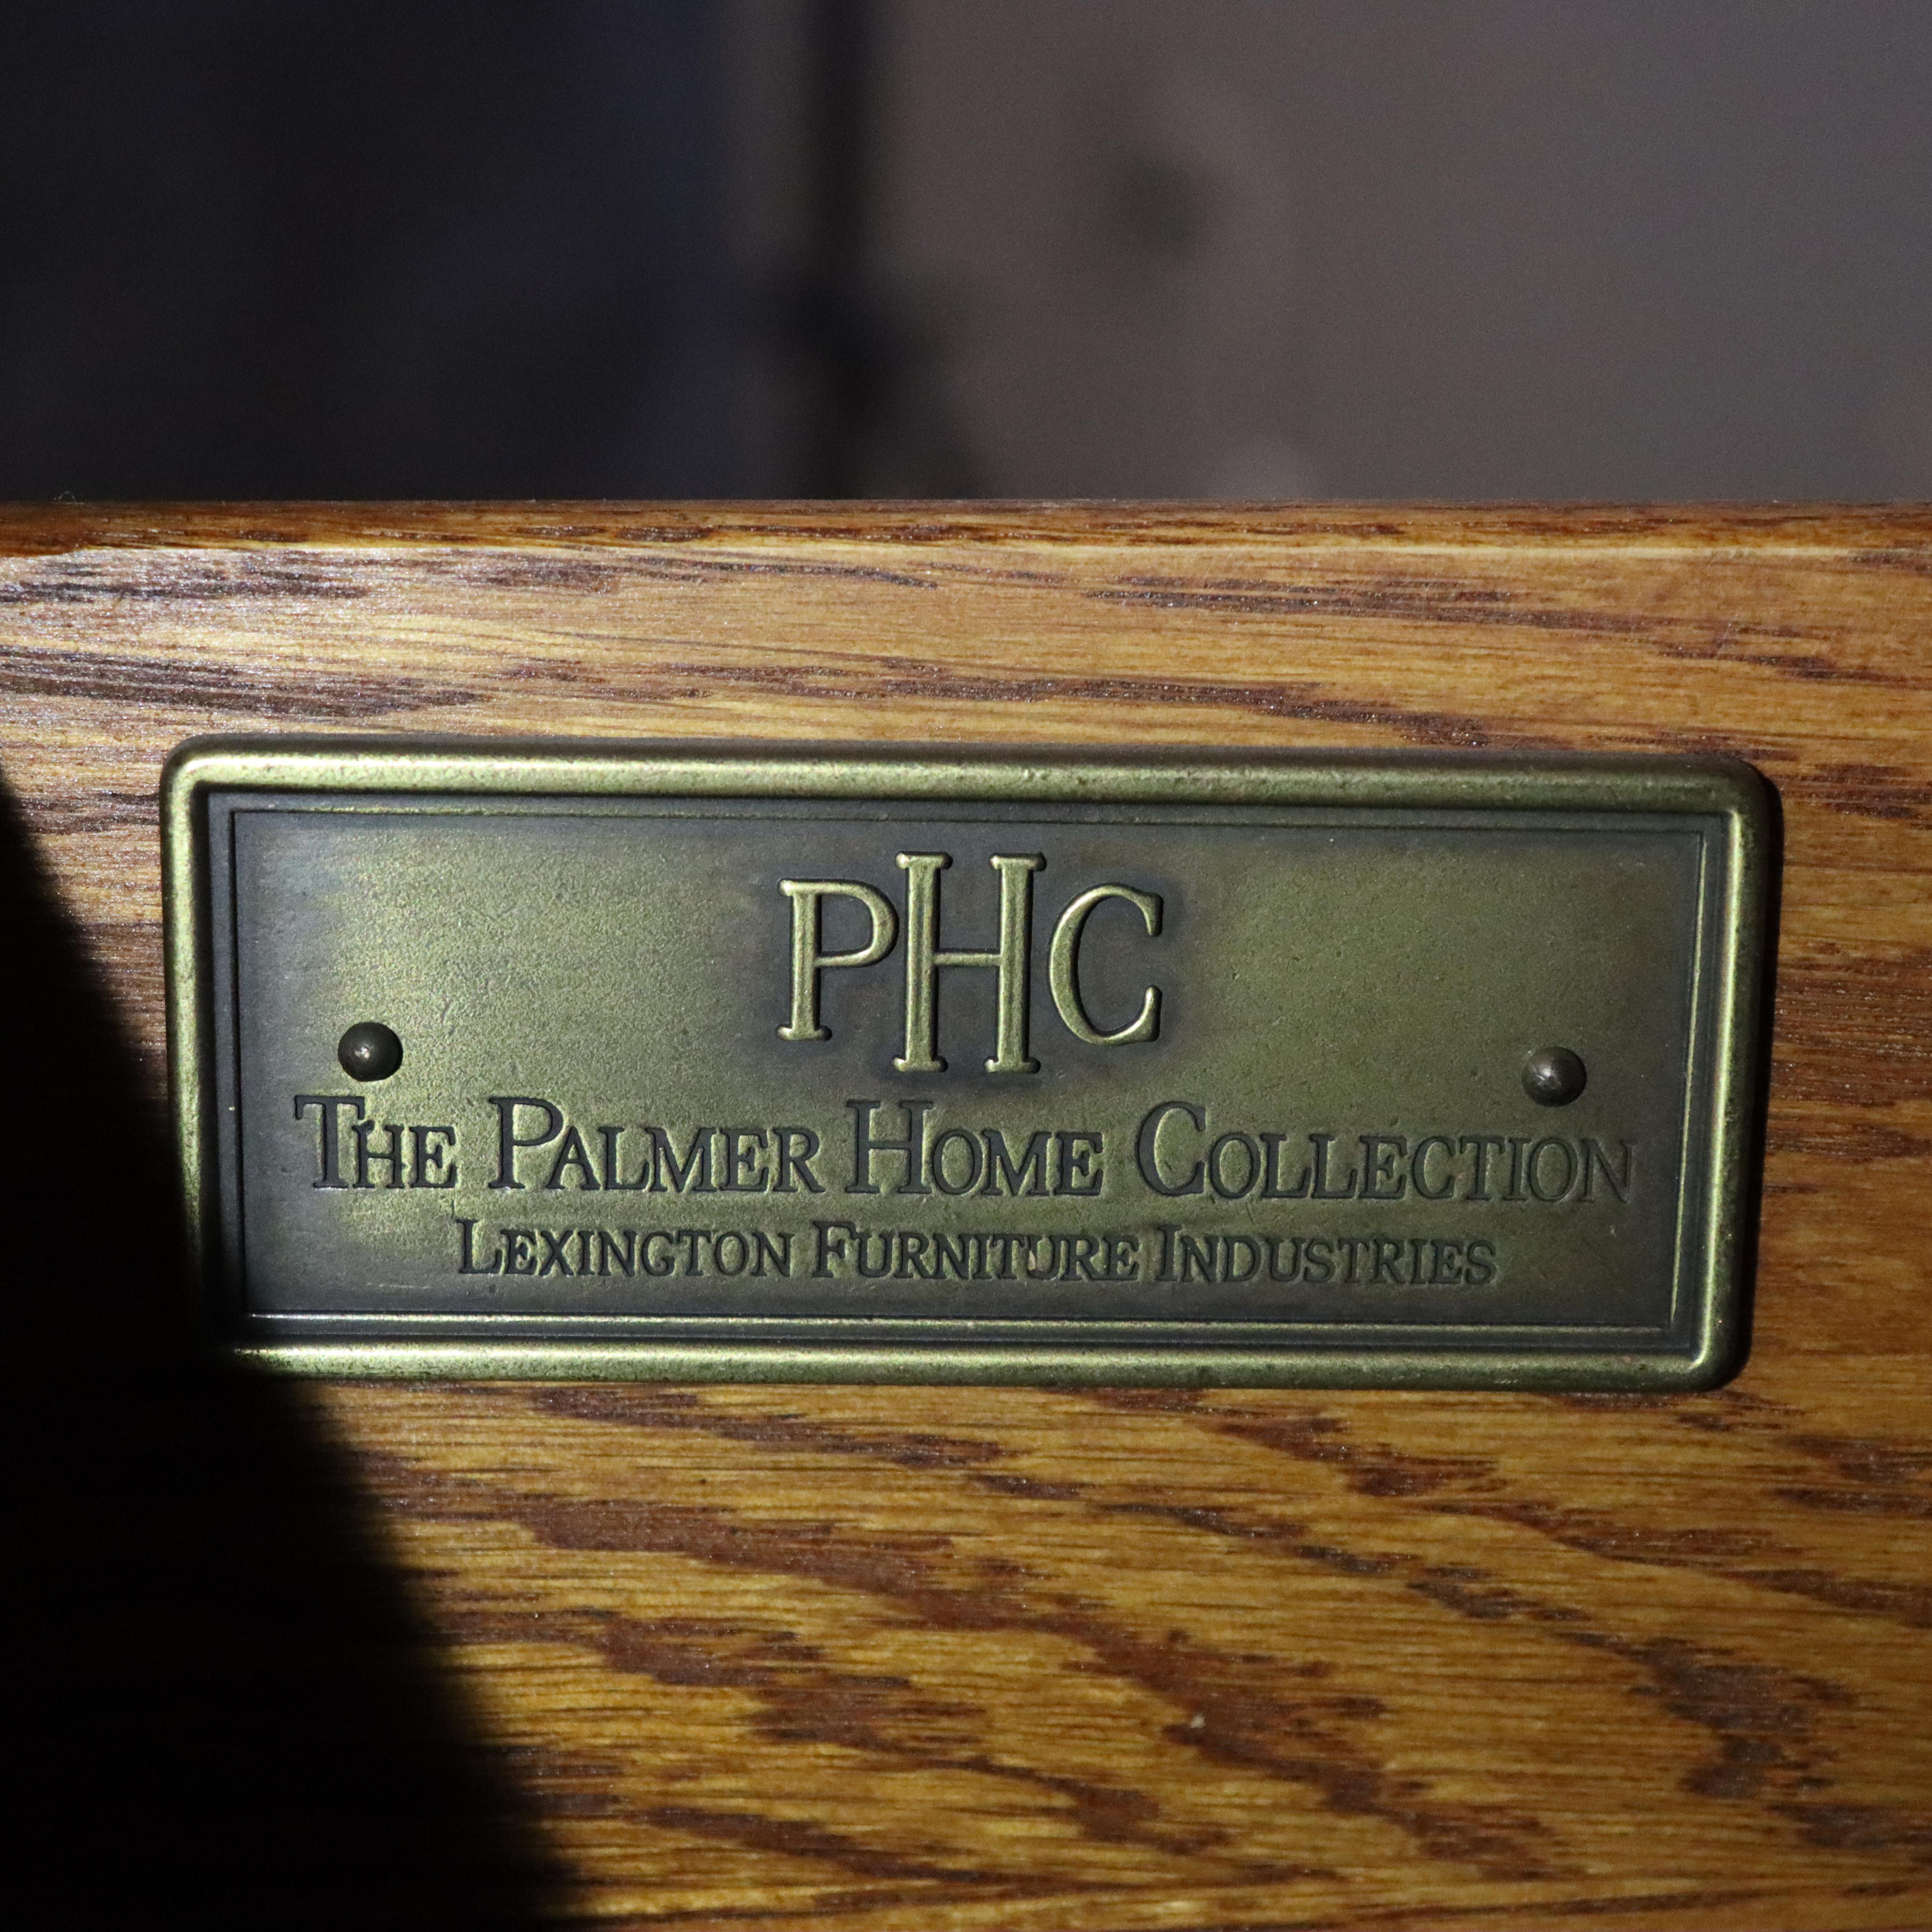 PHC
The Palmer Home Collection
Lexington Furniture Industries